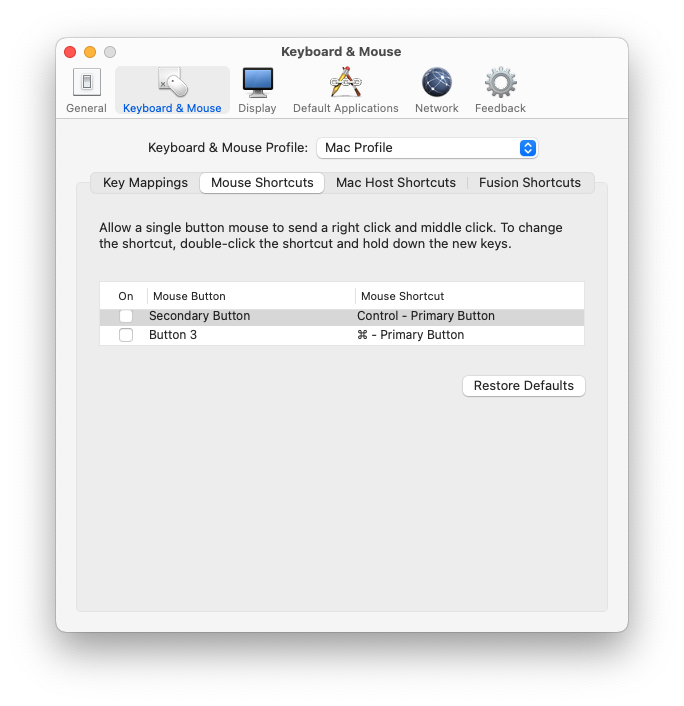 Keyboard & Mouse
General
Keyboard & Mouse
Display
Default Applications
Network
Feedback
Keyboard & Mouse Profile: Mac Profile
Key Mappings
Mouse Shortcuts
Mac Host Shortcuts
Fusion Shortcuts
Allow a single button mouse to send a right click and middle click. To change
the shortcut, double-click the shortcut and hold down the new keys.
On Mouse Button Mouse Shortcut
Secondary Button Control - Primary Button
Button 3 ⌘ - Primary Button
Restore Defaults